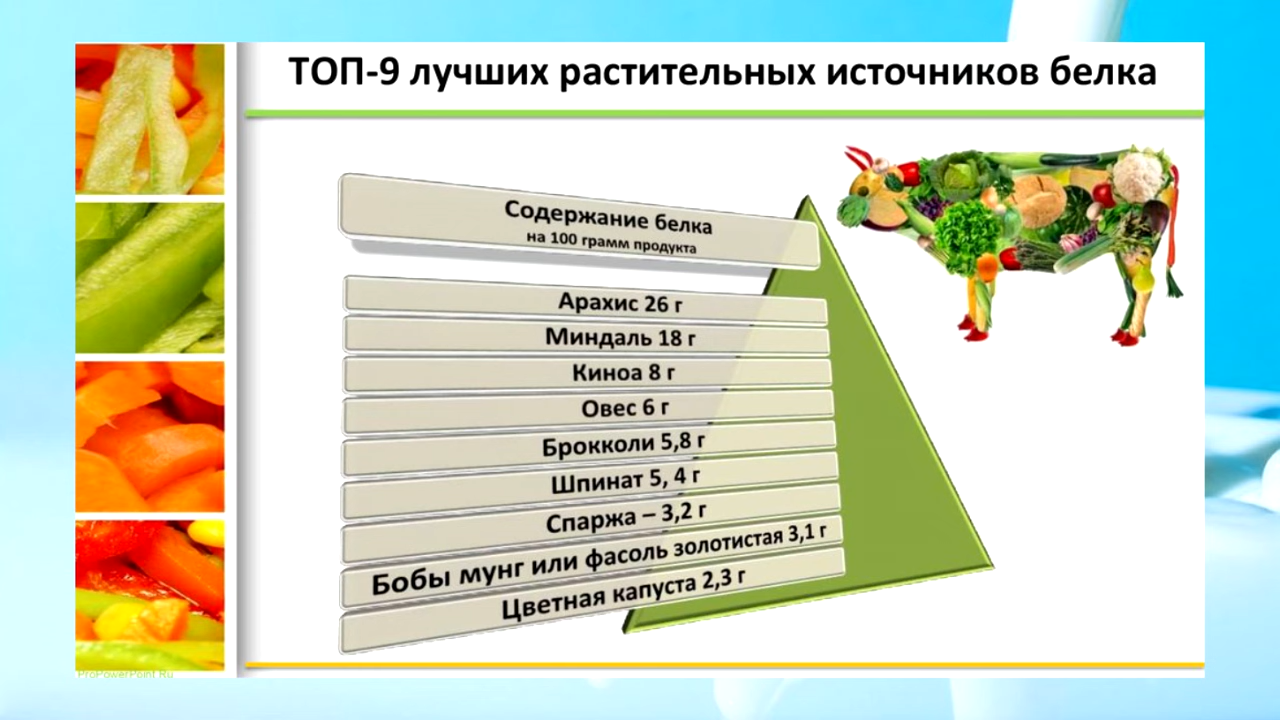 ТОП-9 лучших растительных источников белка
Содержание белка
на 100 грамм продукта
Арахис 26 г
Миндаль 18 г
Киноа 8 г
Овес 6 г
Брокколи 5,8 г
Шпинат 5, 4 г
Спаржа – 3,2 г
Бобы мунг или фасоль золотистая 3,1 г
Цветная капуста 2,3 г
ProPowerPoint Ru